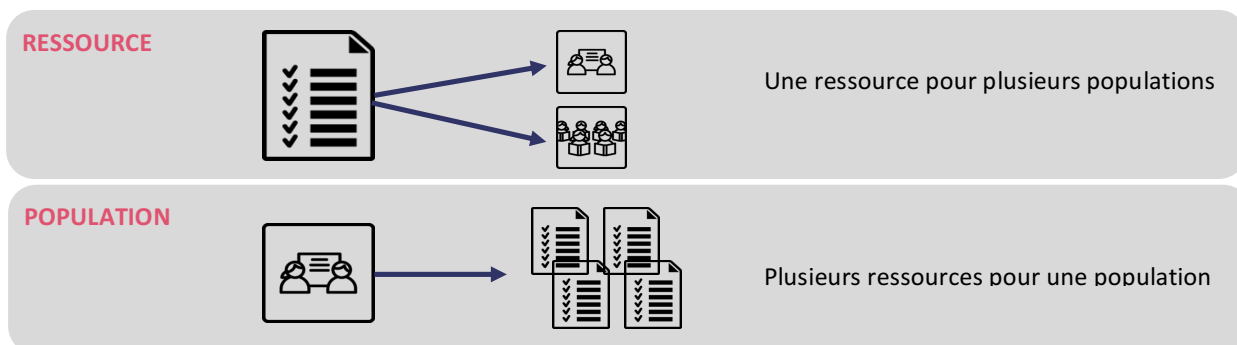 RESSOURCE
Une ressource pour plusieurs populations
POPULATION
Plusieurs ressources pour une population